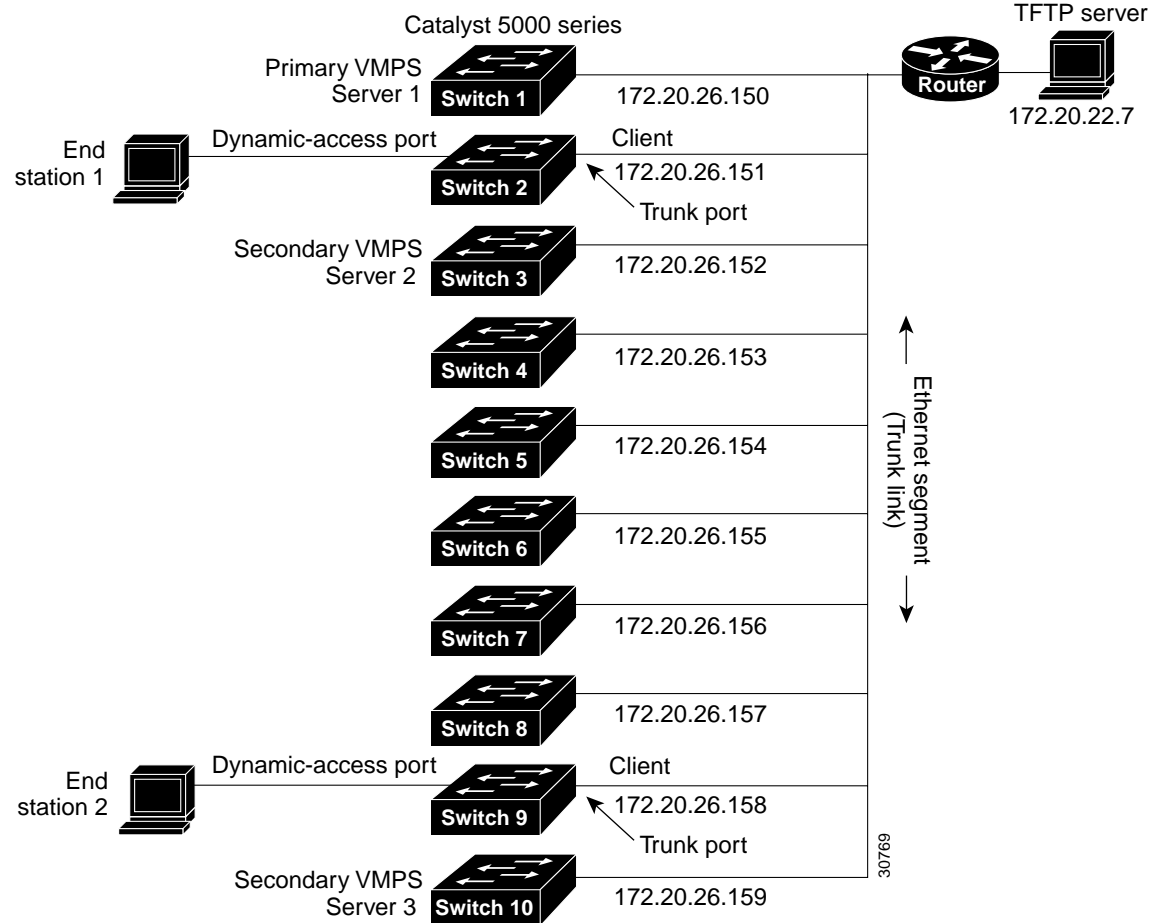 TFTP server
Catalyst 5000 series
Primary VMPS
Server 1
Switch 1
172.20.26.150
Router
172.20.22.7
End
station 1
Dynamic-access port
Switch 2
Client
172.20.26.151
Trunk port
Secondary VMPS
Server 2
Switch 3
172.20.26.152
Switch 4
172.20.26.153
Switch 5
172.20.26.154
Ethernet segment
(Trunk link)
Switch 6
172.20.26.155
Switch 7
172.20.26.156
Switch 8
172.20.26.157
End
station 2
Dynamic-access port
Switch 9
Client
172.20.26.158
Trunk port
Secondary VMPS
Server 3
Switch 10
172.20.26.159
30769